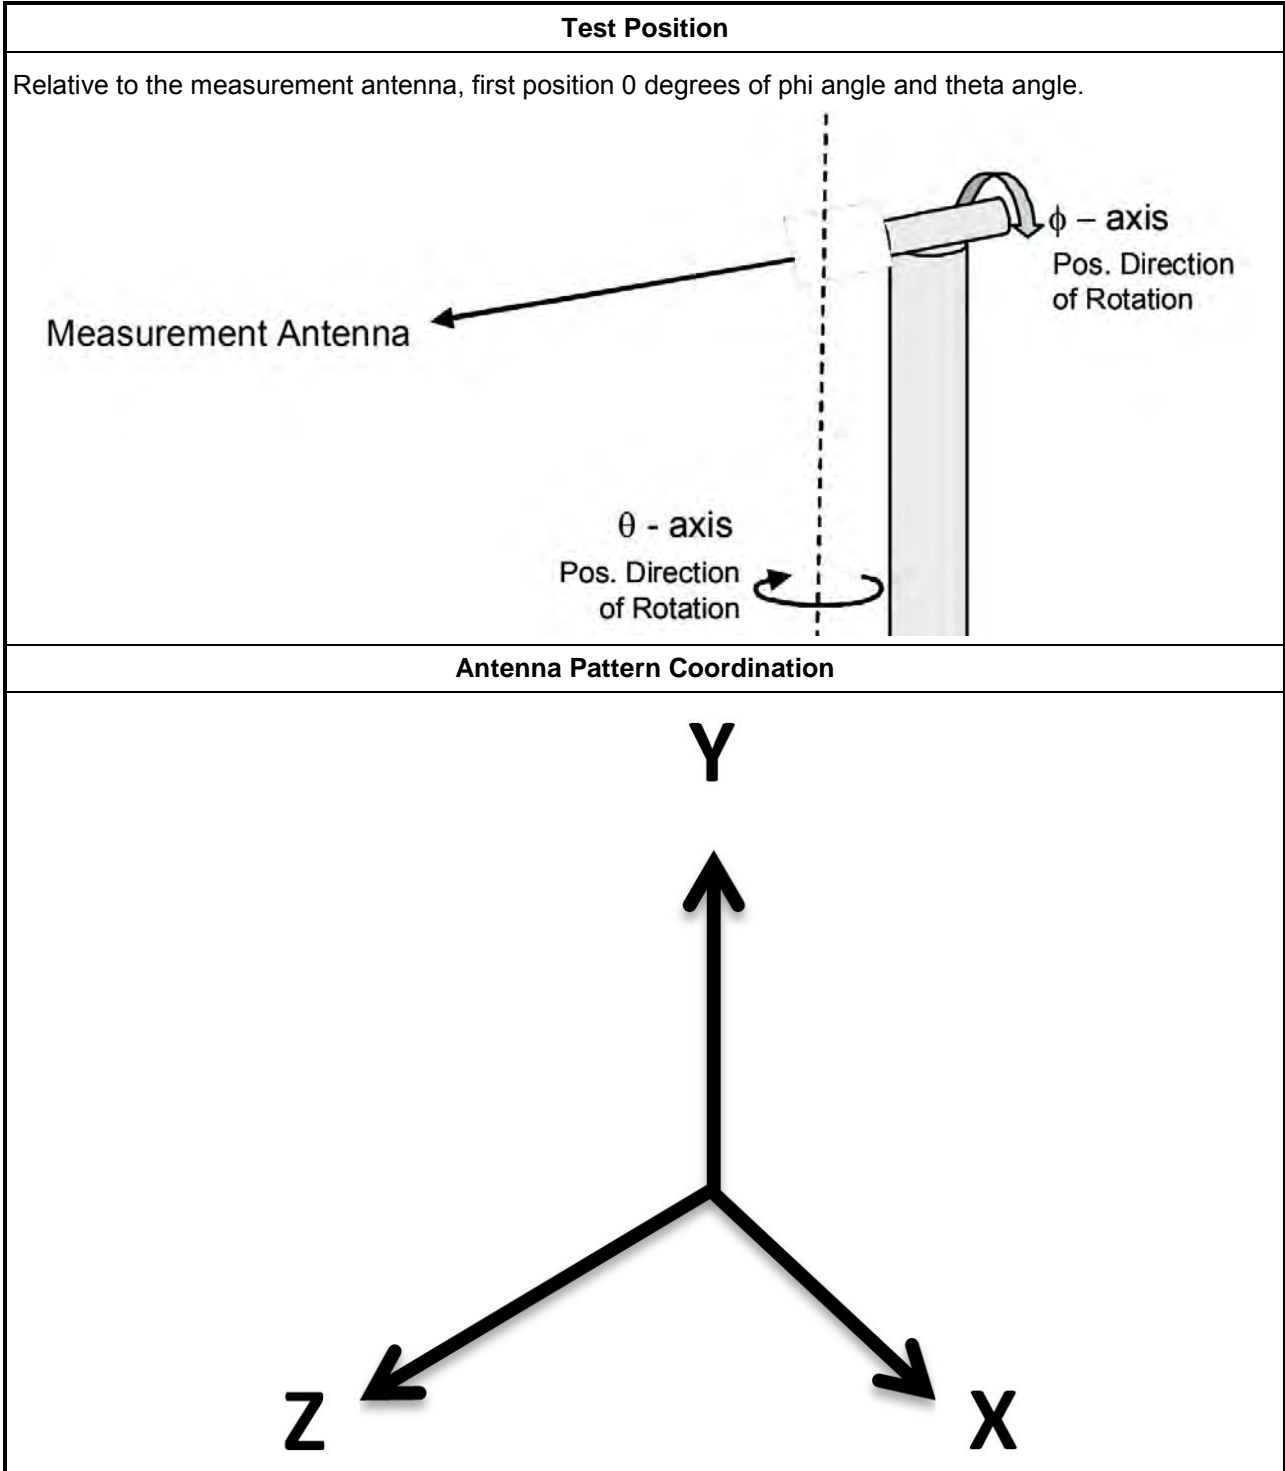 Test Position
Relative to the measurement antenna, first position 0 degrees of phi angle and theta angle.
ϕ – axis
Pos. Direction
of Rotation
Measurement Antenna
θ - axis
Pos. Direction
of Rotation
Antenna Pattern Coordination
Y
Z
X